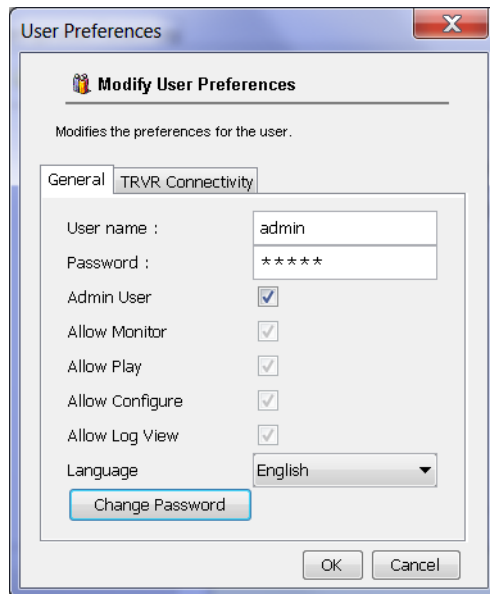 User Preferences
Modify User Preferences
Modifies the preferences for the user.
General TRVR Connectivity
User name : admin
Password : *****
Admin User
Allow Monitor
Allow Play
Allow Configure
Allow Log View
Language English
Change Password
OK Cancel